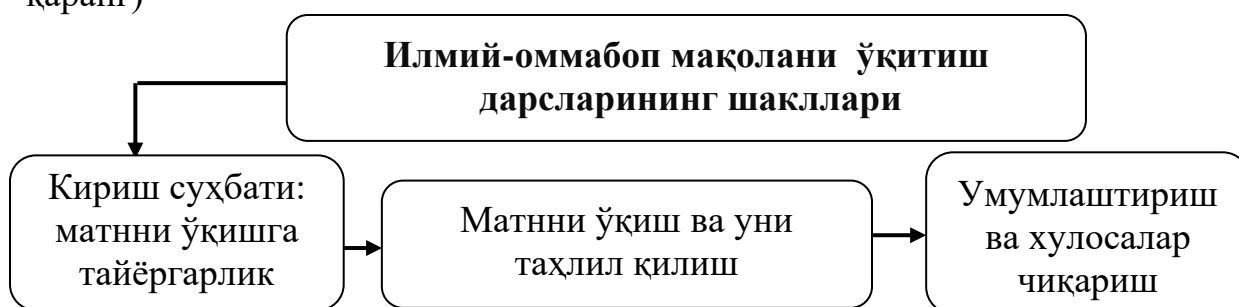 қаранг)
Илмий-оммабоп мақолани ўқитиш
дарсларининг шакллари
Кириш суҳбати:
матнни ўқишга
тайёргарлик
Матнни ўқиш ва уни
таҳлил қилиш
Умумлаштириш
ва хулосалар
чиқариш